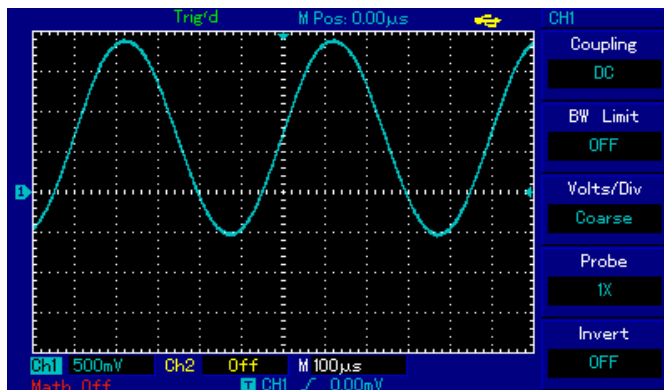 Trig'd M Pos: 0.00μs CH1
Coupling
DC
BW Limit
OFF
Volts/Div
Coarse
Probe
1X
Invert
OFF
1
Ch1 500mV Ch2 Off M 100μs
Math Off T CH1 / 0.00mV